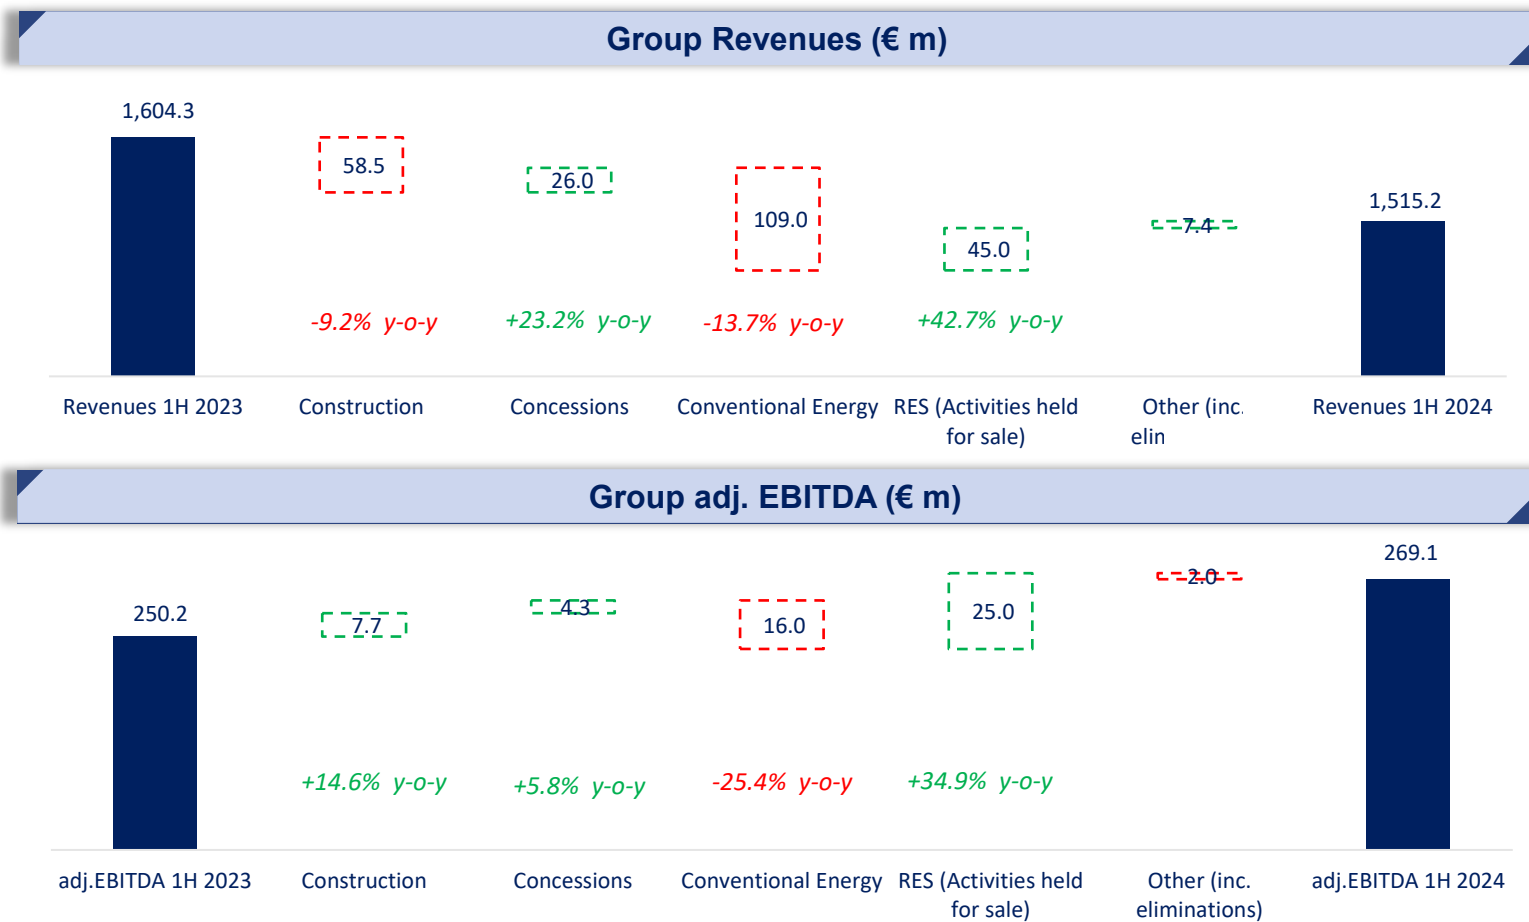 Group Revenues (€ m)
1,604.3
58.5
26.0
109.0
45.0
7.4
1,515.2
-9.2% y-o-y
+23.2% y-o-y
-13.7% y-o-y
+42.7% y-o-y
Revenues 1H 2023
Construction
Concessions
Conventional Energy
RES (Activities held
for sale)
Other (inc.
elin
Revenues 1H 2024
Group adj. EBITDA (€ m)
250.2
7.7
4.3
16.0
25.0
2.0
269.1
+14.6% y-o-y
+5.8% y-o-y
-25.4% y-o-y
+34.9% y-o-y
adj.EBITDA 1H 2023
Construction
Concessions
Conventional Energy
RES (Activities held
for sale)
Other (inc.
eliminations)
adj.EBITDA 1H 2024